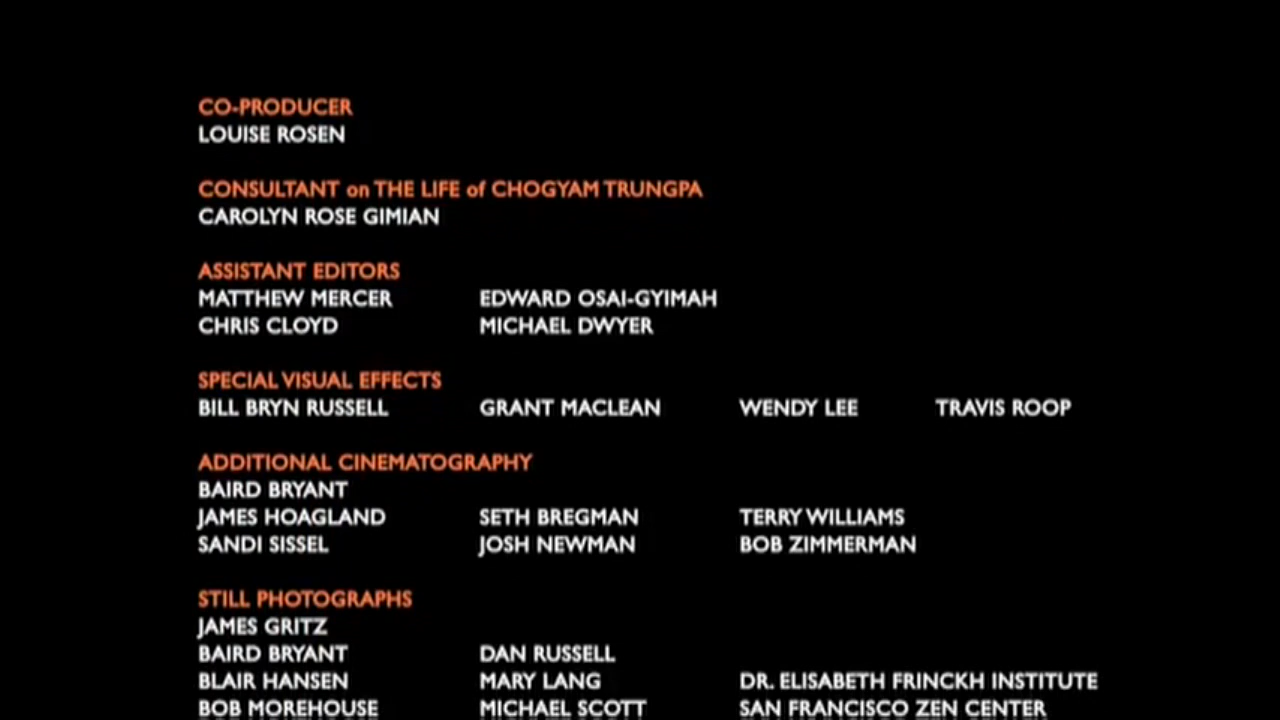 CO-PRODUCER
LOUISE ROSEN
CONSULTANT on THE LIFE of CHOGYAM TRUNGPA
CAROLYN ROSE GIMIAN
ASSISTANT EDITORS
MATTHEW MERCER EDWARD OSAI-GYIMAH
CHRIS CLOYD MICHAEL DWYER
SPECIAL VISUAL EFFECTS
BILL BRYN RUSSELL GRANT MACLEAN WENDY LEE TRAVIS ROOP
ADDITIONAL CINEMATOGRAPHY
BAIRD BRYANT
JAMES HOAGLAND SETH BREGMAN TERRY WILLIAMS
SANDI SISSEL JOSH NEWMAN BOB ZIMMERMAN
STILL PHOTOGRAPHS
JAMES GRITZ
BAIRD BRYANT DAN RUSSELL
BLAIR HANSEN MARY LANG DR. ELISABETH FRINCKH INSTITUTE
BOB MOREHOUSE MICHAEL SCOTT SAN FRANCISCO ZEN CENTER